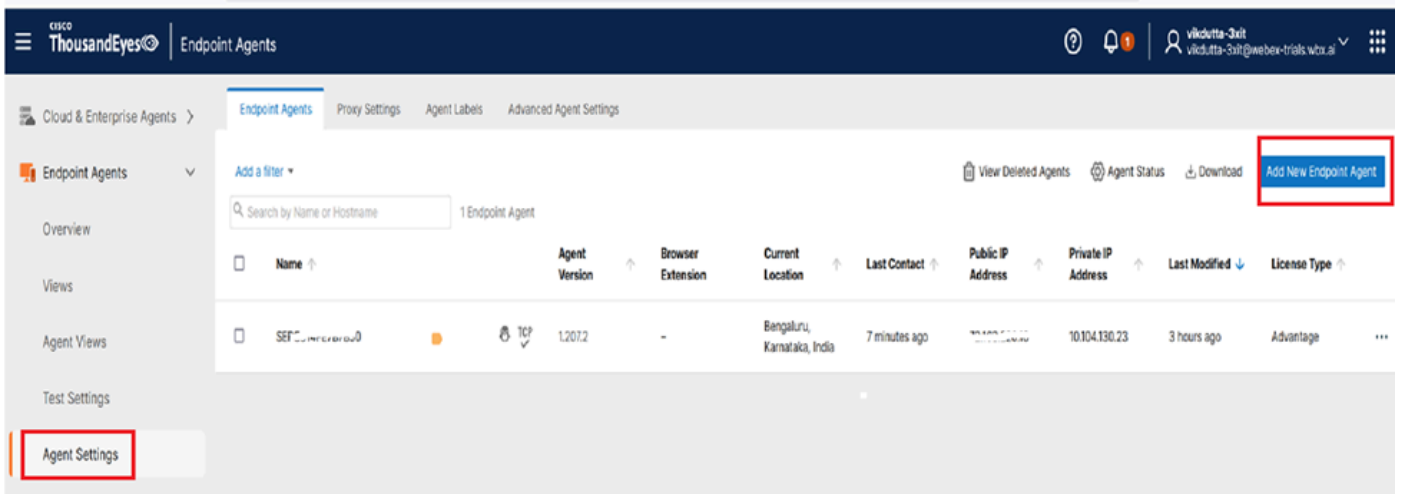 CISCO
ThousandEyes
Endpoint Agents
1
vikdutta-3xit
vikdutta-3xit@webex-trials.wbx.ai
Cloud & Enterprise Agents
Endpoint Agents
Overview
Views
Agent Views
Test Settings
Agent Settings
Endpoint Agents Proxy Settings Agent Labels Advanced Agent Settings
Add a filter View Deleted Agents Agent Status Download Add New Endpoint Agent
Search by Name or Hostname 1 Endpoint Agent
Name Agent Version Browser Extension Current Location Last Contact Public IP Address Private IP Address Last Modified License Type
TCP 1.207.2 - Bengaluru, Karnataka, India 7 minutes ago 10.104.130.23 3 hours ago Advantage ...